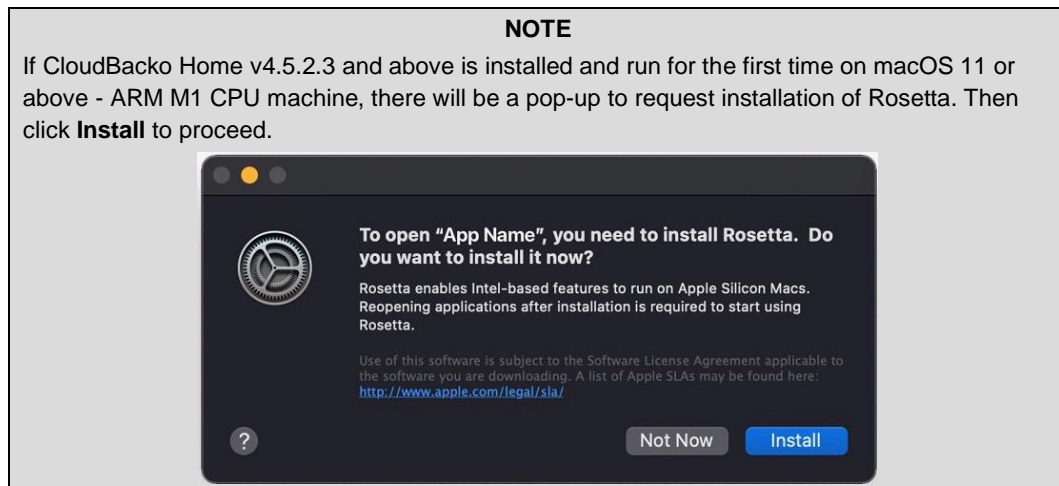 NOTE
If CloudBacko Home v4.5.2.3 and above is installed and run for the first time on macOS 11 or
above - ARM M1 CPU machine, there will be a pop-up to request installation of Rosetta. Then
click Install to proceed.
To open “App Name”, you need to install Rosetta. Do
you want to install it now?
Rosetta enables Intel-based features to run on Apple Silicon Macs.
Reopening applications after installation is required to start using
Rosetta.
Use of this software is subject to the Software License Agreement applicable to
the software you are downloading. A list of Apple SLAs may be found here:
http://www.apple.com/legal/sla/
? Not Now Install